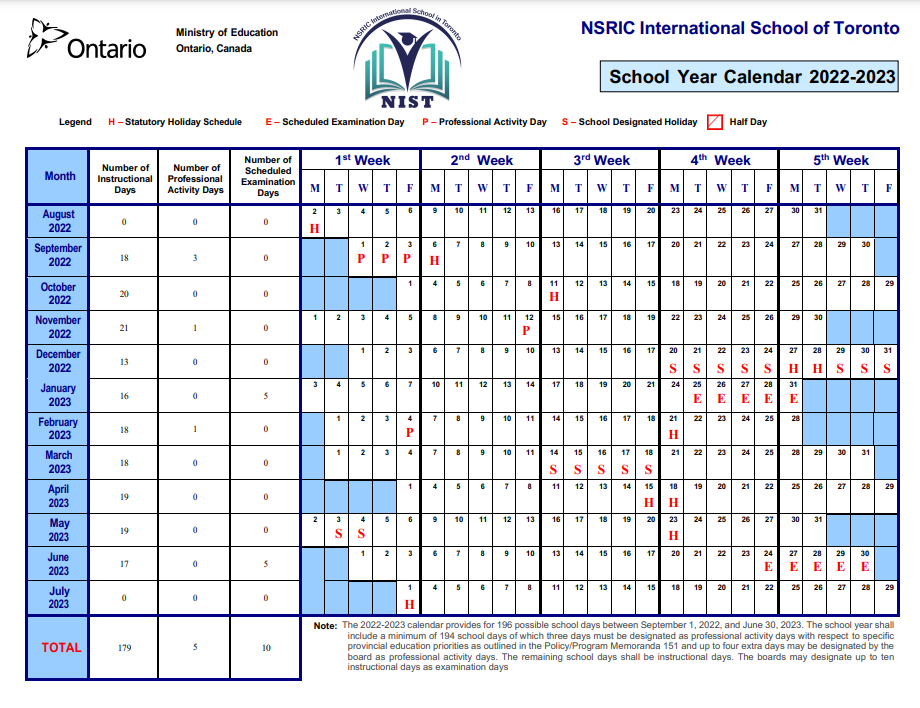 Ontario
Ministry of Education
Ontario, Canada
NSRIC International School in Toronto
NIST
NSRIC International School of Toronto
School Year Calendar 2022-2023
Legend H – Statutory Holiday Schedule E – Scheduled Examination Day P – Professional Activity Day S – School Designated Holiday Half Day
Month Number of Instructional Days Number of Professional Activity Days Number of Scheduled Examination Days 1st Week 2nd Week 3rd Week 4th Week 5th Week
M T W T F M T W T F M T W T F M T W T F M T W T F
August 2022 0 0 0 2 3 4 5 6 9 10 11 12 13 16 17 18 19 20 23 24 25 26 27 30 31
H
September 2022 18 3 0 1 2 3 6 7 8 9 10 13 14 15 16 17 20 21 22 23 24 27 28 29 30
P P P H
October 2022 20 0 0 1 4 5 6 7 8 11 12 13 14 15 18 19 20 21 22 25 26 27 28 29
H
November 2022 21 1 0 1 2 3 4 5 8 9 10 11 12 15 16 17 18 19 22 23 24 25 26 29 30
P
December 2022 13 0 0 1 2 3 6 7 8 9 10 13 14 15 16 17 20 21 22 23 24 27 28 29 30 31
S S S S S H H S S S
January 2023 16 0 5 3 4 5 6 7 10 11 12 13 14 17 18 19 20 21 24 25 26 27 28 31
E E E E E
February 2023 18 1 0 1 2 3 4 7 8 9 10 11 14 15 16 17 18 21 22 23 24 25 28
P H
March 2023 18 0 0 1 2 3 4 7 8 9 10 11 14 15 16 17 18 21 22 23 24 25 28 29 30 31
S S S S S
April 2023 19 0 0 1 4 5 6 7 8 11 12 13 14 15 18 19 20 21 22 25 26 27 28 29
H H
May 2023 19 0 0 2 3 4 5 6 9 10 11 12 13 16 17 18 19 20 23 24 25 26 27 30 31
S S H
June 2023 17 0 5 1 2 3 6 7 8 9 10 13 14 15 16 17 20 21 22 23 24 27 28 29 30
E E E E E
July 2023 0 0 0 1 4 5 6 7 8 11 12 13 14 15 18 19 20 21 22 25 26 27 28 29
H
TOTAL 179 5 10
Note: The 2022-2023 calendar provides for 196 possible school days between September 1, 2022, and June 30, 2023. The school year shall
include a minimum of 194 school days of which three days must be designated as professional activity days with respect to specific
provincial education priorities as outlined in the Policy/Program Memoranda 151 and up to four extra days may be designated by the
board as professional activity days. The remaining school days shall be instructional days. The boards may designate up to ten
instructional days as examination days